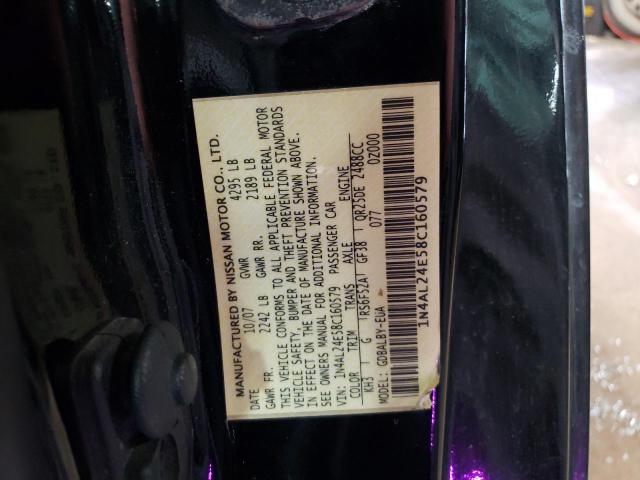 MANUFACTURED BY NISSAN MOTOR CO., LTD.
DATE 10/07 GVWR 4295 LB
GAWR FR. 2242 LB GAWR RR. 2189 LB
THIS VEHICLE CONFORMS TO ALL APPLICABLE FEDERAL MOTOR
VEHICLE SAFETY, BUMPER AND THEFT PREVENTION STANDARDS
IN EFFECT ON THE DATE OF MANUFACTURE SHOWN ABOVE.
SEE OWNERS MANUAL FOR ADDITIONAL INFORMATION.
VIN: 1N4AL24E58C160579 PASSENGER CAR
COLOR TRIM TRANS AXLE ENGINE
KH3 G RS6F52A GF38 QR25DE 2488CC
MODEL: GDBALBY-EUA 077 DZ000
1N4AL24E58C160579